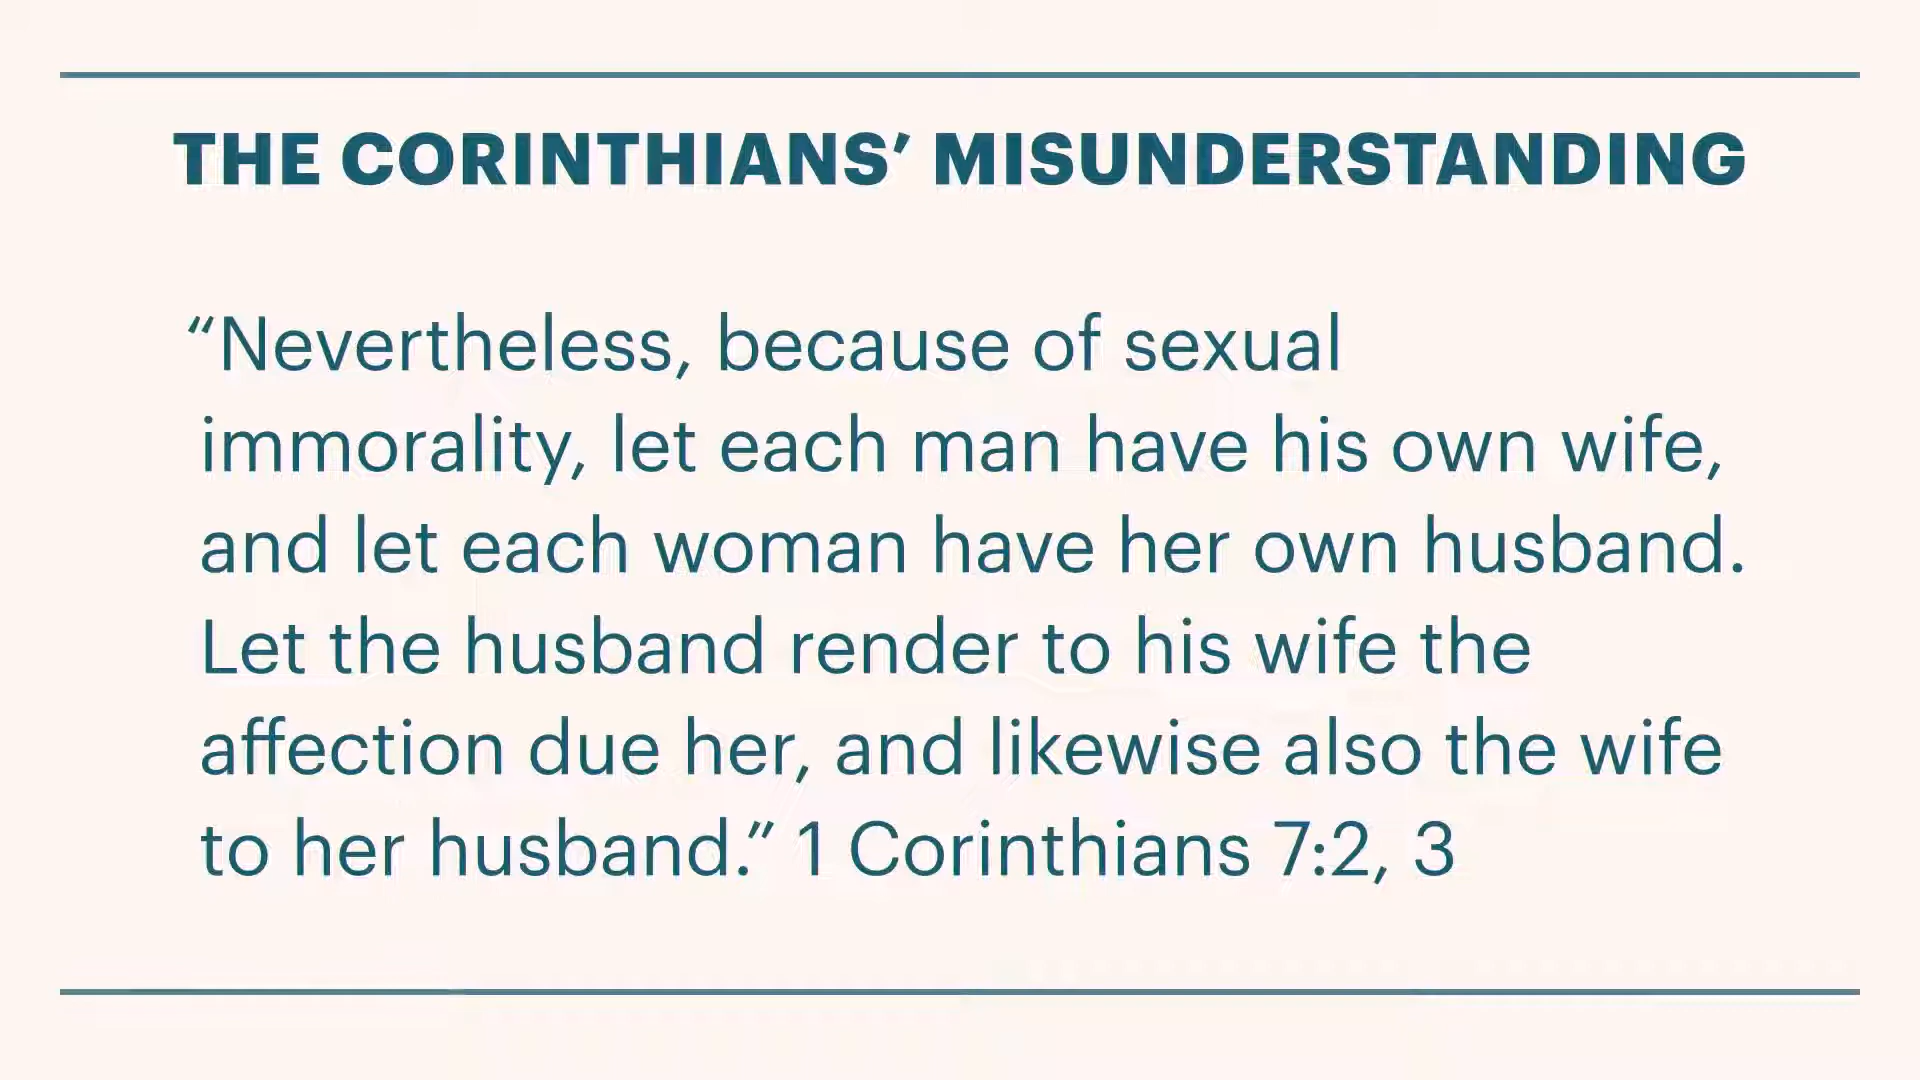 THE CORINTHIANS’ MISUNDERSTANDING
“Nevertheless, because of sexual
immorality, let each man have his own wife,
and let each woman have her own husband.
Let the husband render to his wife the
affection due her, and likewise also the wife
to her husband.” 1 Corinthians 7:2, 3